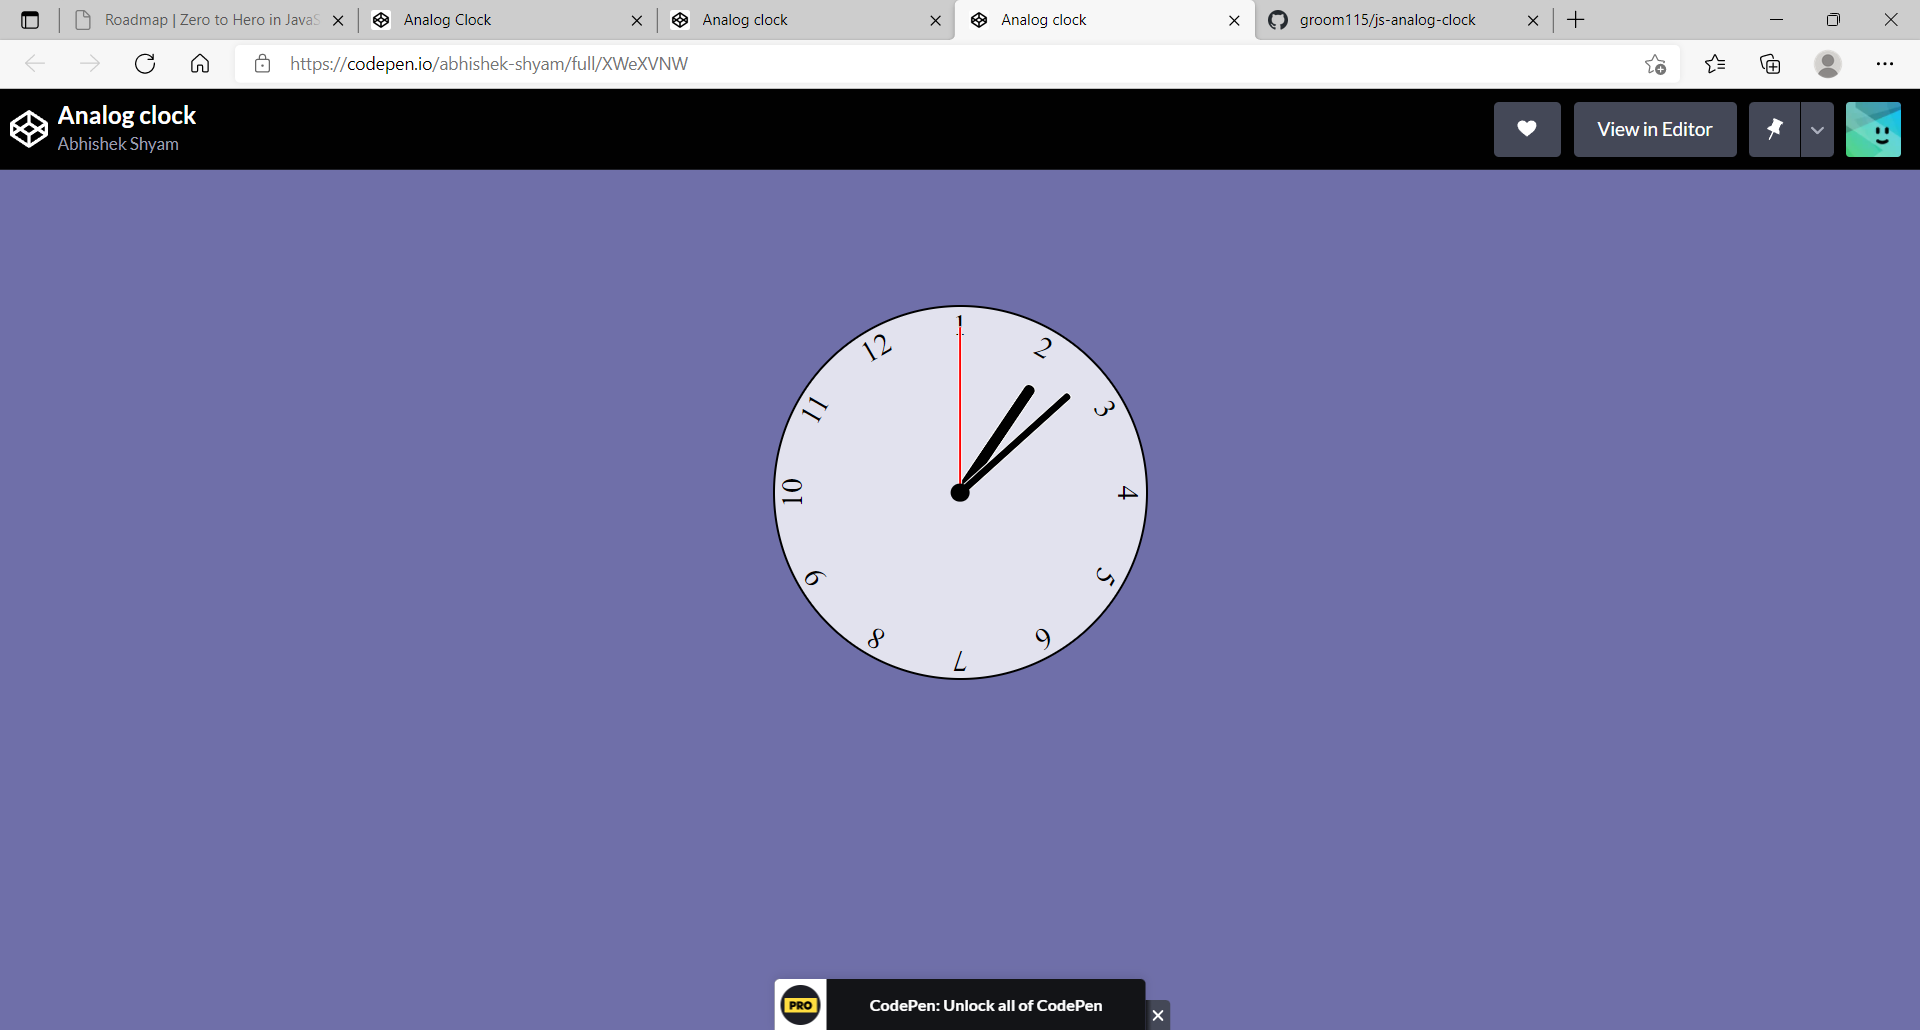 Roadmap | Zero to Hero in JavaS
Analog Clock
Analog clock
Analog clock
groom115/js-analog-clock
https://codepen.io/abhishek-shyam/full/XWeXVNW
Analog clock
Abhishek Shyam
View in Editor
1
2
3
4
5
6
7
8
9
10
11
12
PRO
CodePen: Unlock all of CodePen